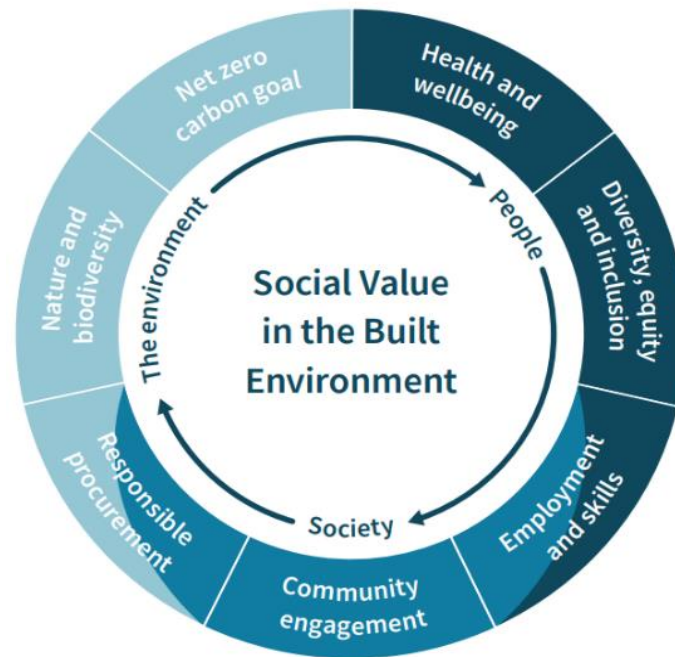 Net zero
carbon goal
Health and
wellbeing
Diversity, equity
and inclusion
Employment
and skills
Community
engagement
Responsible
procurement
Nature and
biodiversity
The environment
People
Society
Social Value
in the Built
Environment